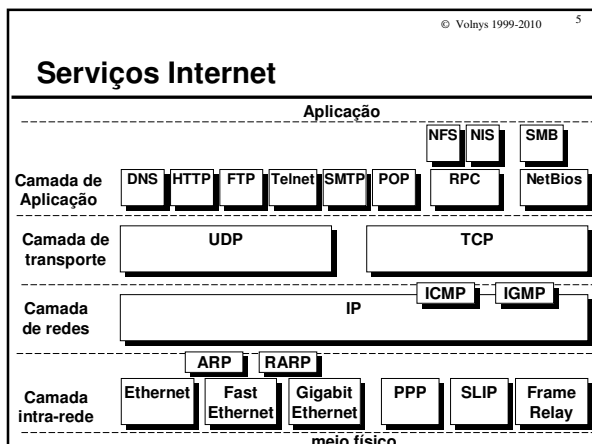 © Volnys 1999-2010 5
Serviços Internet
Aplicação
NFS NIS SMB
Camada de Aplicação
DNS HTTP FTP Telnet SMTP POP RPC NetBios
Camada de transporte
UDP TCP
Camada de redes
IP ICMP IGMP
ARP RARP
Camada intra-rede
Ethernet
Fast Ethernet
Gigabit Ethernet
PPP SLIP
Frame Relay
meio físico